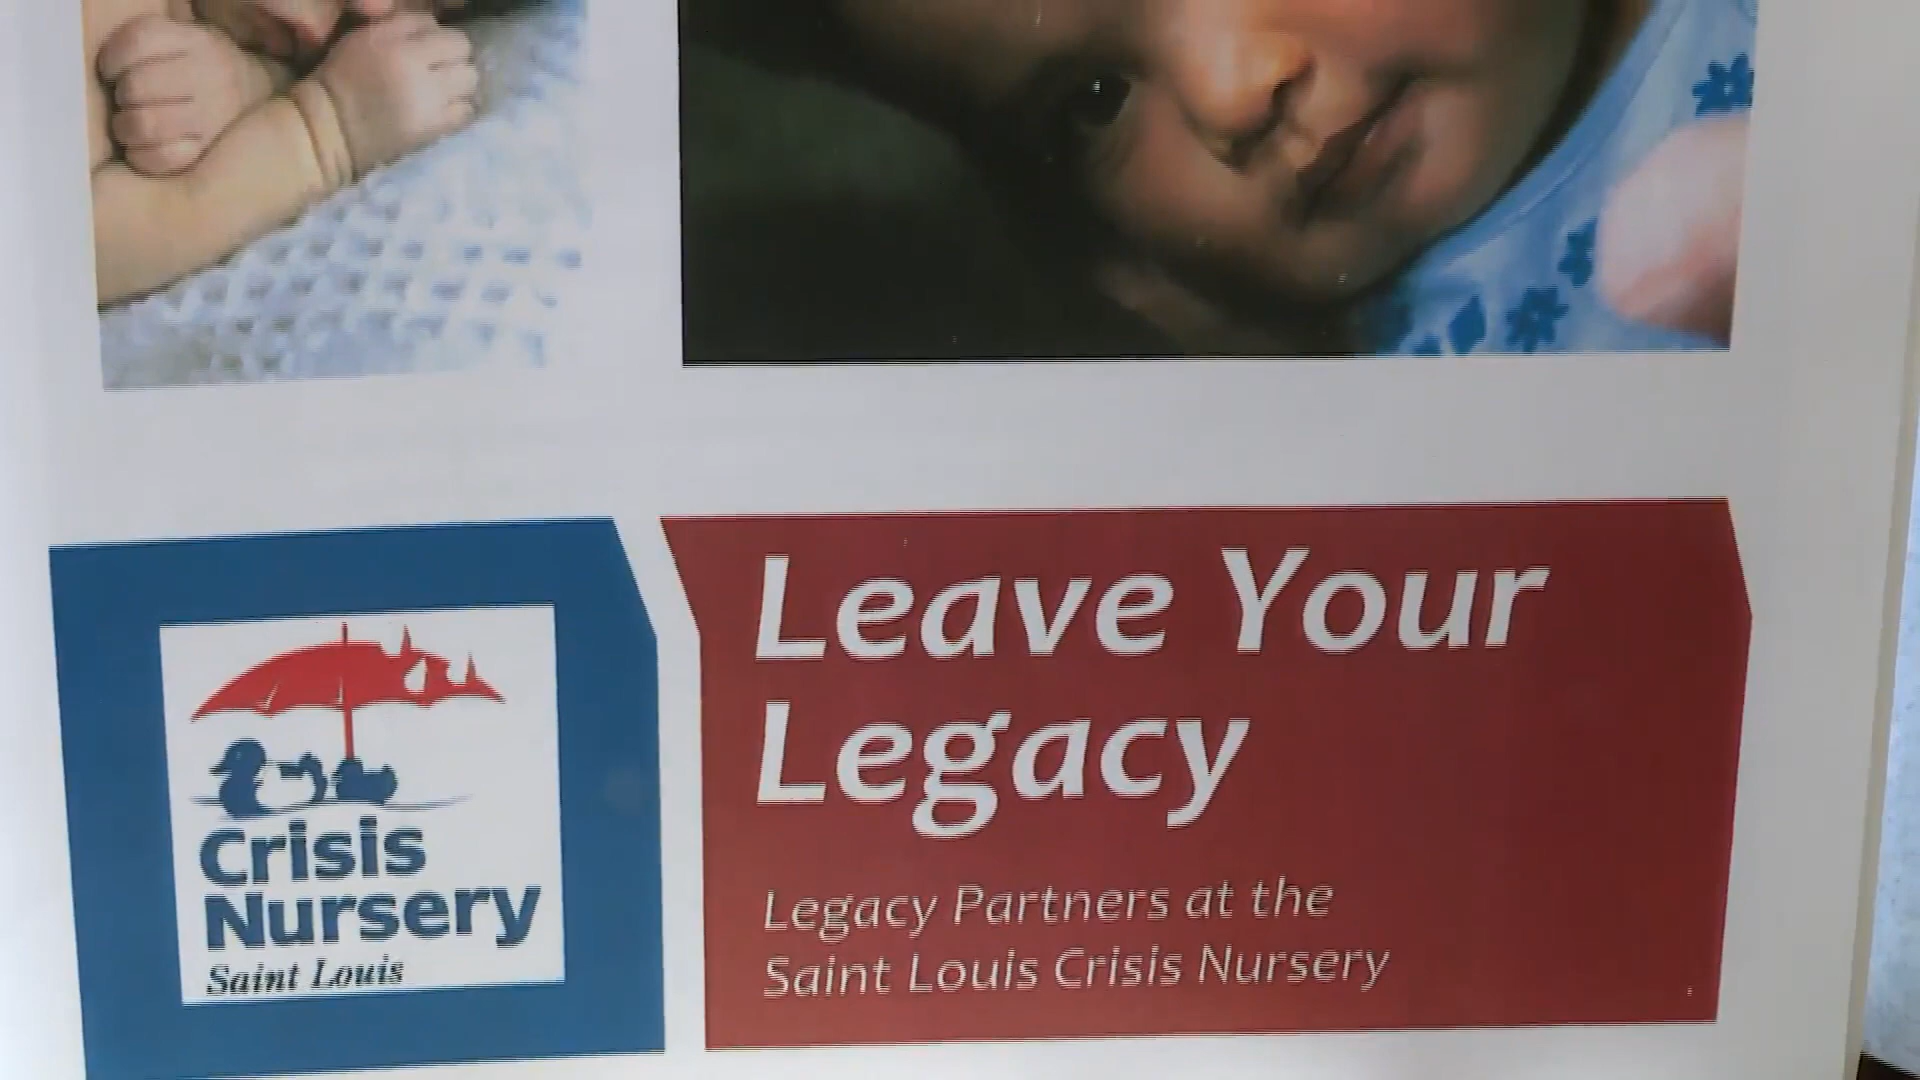 Crisis
Nursery
Saint Louis
Leave Your
Legacy
Legacy Partners at the
Saint Louis Crisis Nursery